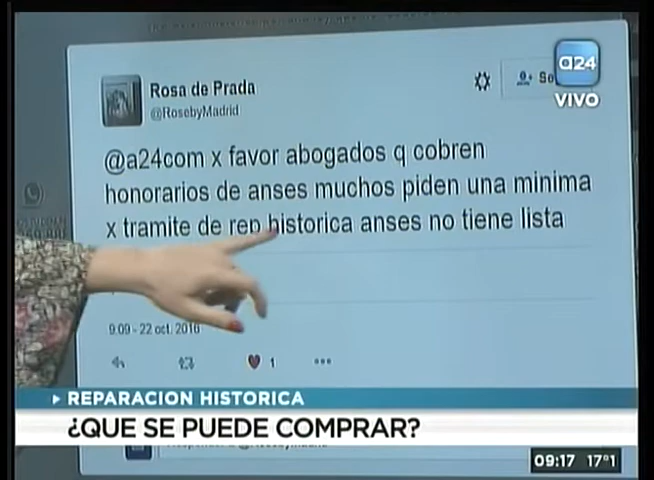 Rosa de Prada
@RosebyMadrid
a24
VIVO
@a24com x favor abogados q cobren
honorarios de anses muchos piden una minima
x tramite de rep historica anses no tiene lista
9:09 - 22 oct. 2016
1
REPARACION HISTORICA
¿QUE SE PUEDE COMPRAR?
09:17 17°1